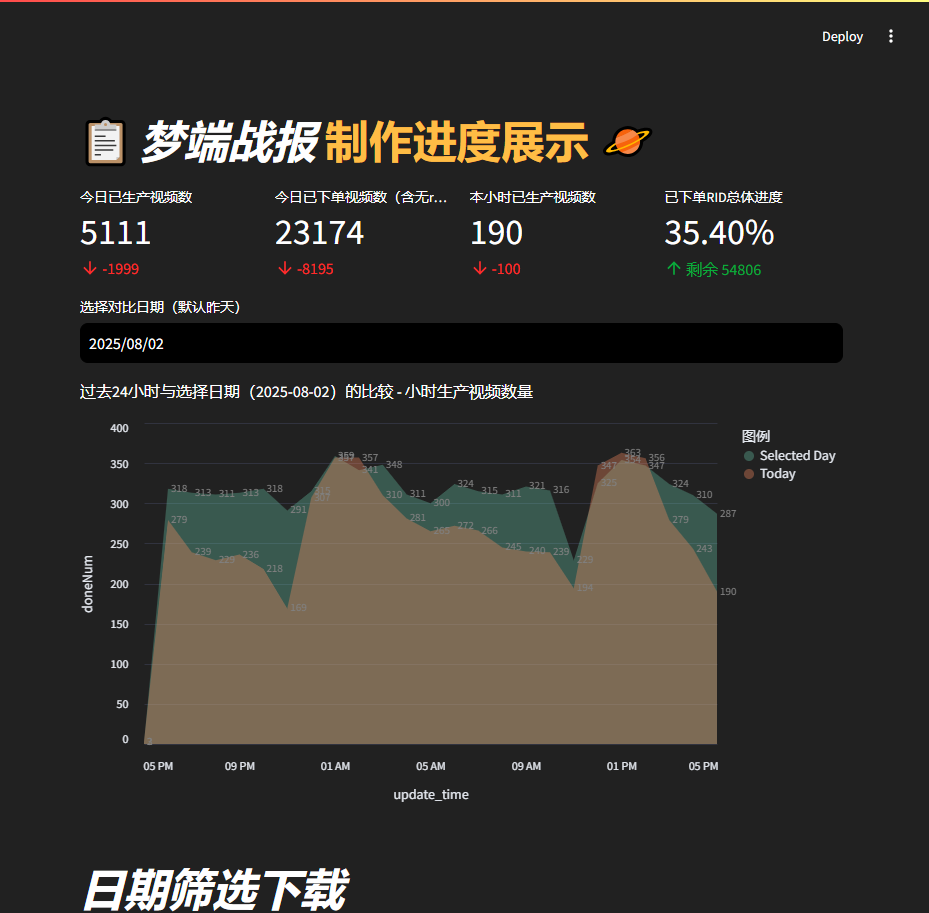 Deploy
梦端战报 制作进度展示
今日已生产视频数
5111
-1999
今日已下单视频数（含无r...
23174
-8195
本小时已生产视频数
190
-100
已下单RID总体进度
35.40%
剩余 54806
选择对比日期（默认昨天）
2025/08/02
过去24小时与选择日期（2025-08-02）的比较 - 小时生产视频数量
400
350
300
250
200
150
100
50
0
doneNum
318 313 311 313 318 291 315 359 348 311 300 324 315 311 321 316 229 325 354 347 324 310 287
279 239 229 236 218 169 307 357 357 341 310 281 265 272 266 245 240 239 194 347 363 356 279 243 190
05 PM 09 PM 01 AM 05 AM 09 AM 01 PM 05 PM
update_time
图例
Selected Day
Today
日期筛选下载